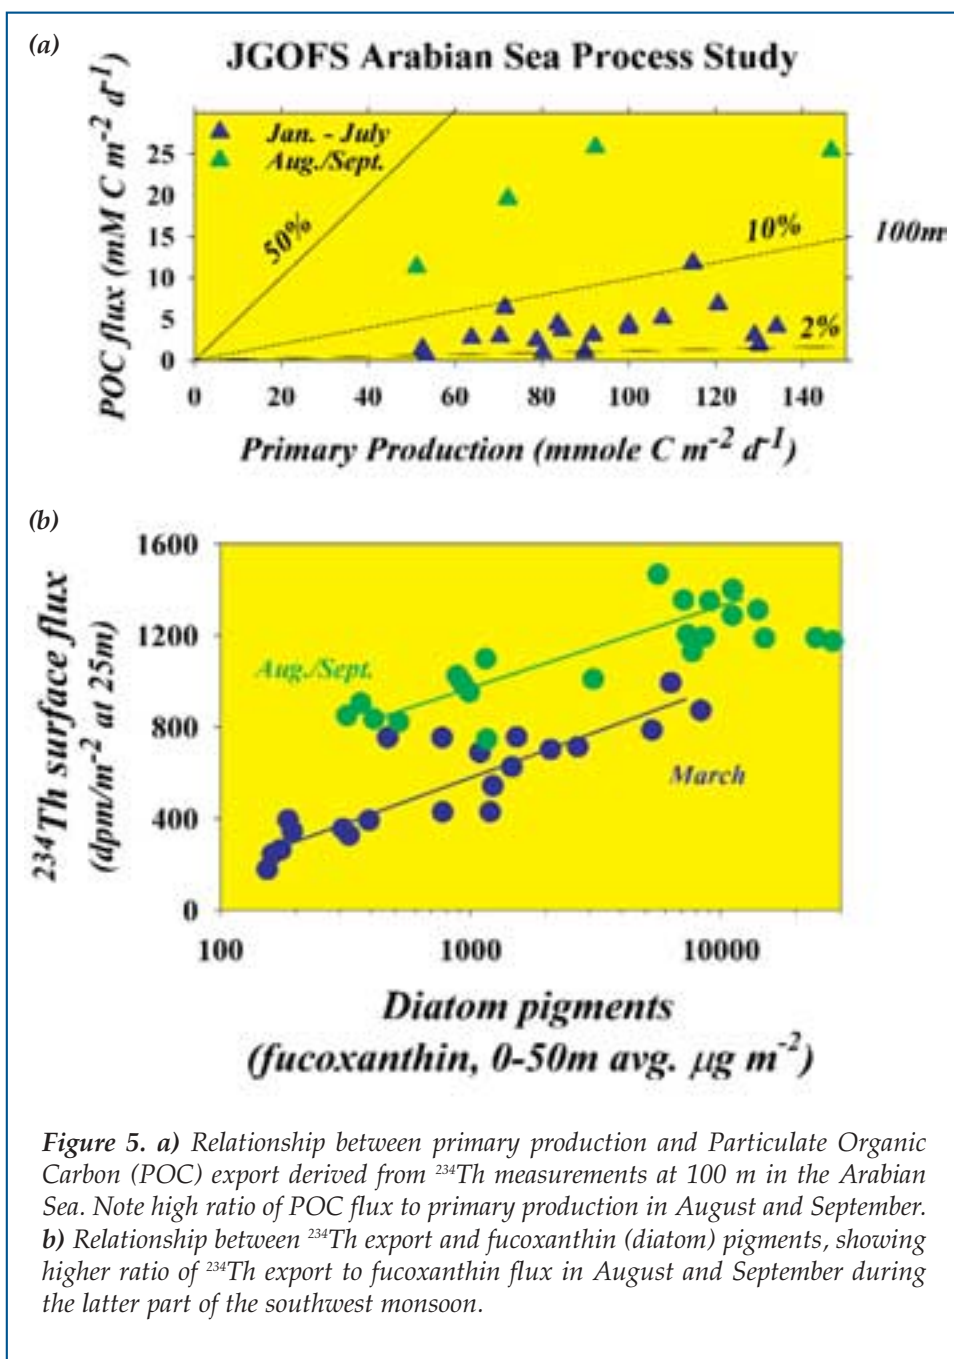 (a)
JGOFS Arabian Sea Process Study
POC flux (mM C m⁻² d⁻¹)
Jan. - July
Aug./Sept.
50%
10%
100m
2%
25
20
15
10
5
0
0 20 40 60 80 100 120 140
Primary Production (mmole C m⁻² d⁻¹)
(b)
²³⁴Th surface flux
(dpm/m⁻² at 25m)
1600
1200
800
400
0
Aug./Sept.
March
100 1000 10000
Diatom pigments
(fucoxanthin, 0-50m avg. µg m⁻²)
Figure 5. a) Relationship between primary production and Particulate Organic
Carbon (POC) export derived from ²³⁴Th measurements at 100 m in the Arabian
Sea. Note high ratio of POC flux to primary production in August and September.
b) Relationship between ²³⁴Th export and fucoxanthin (diatom) pigments, showing
higher ratio of ²³⁴Th export to fucoxanthin flux in August and September during
the latter part of the southwest monsoon.